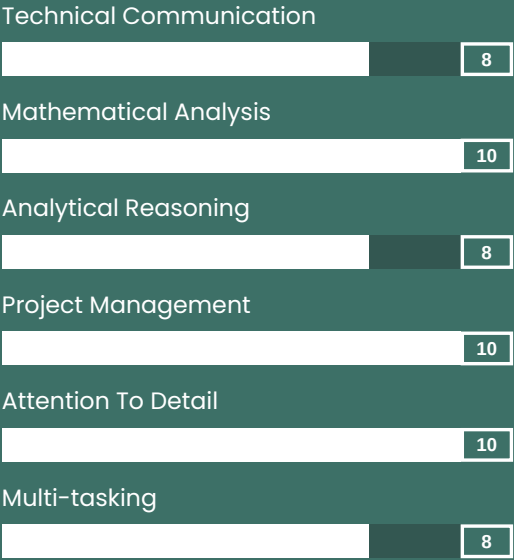 Technical Communication
8
Mathematical Analysis
10
Analytical Reasoning
8
Project Management
10
Attention To Detail
10
Multi-tasking
8